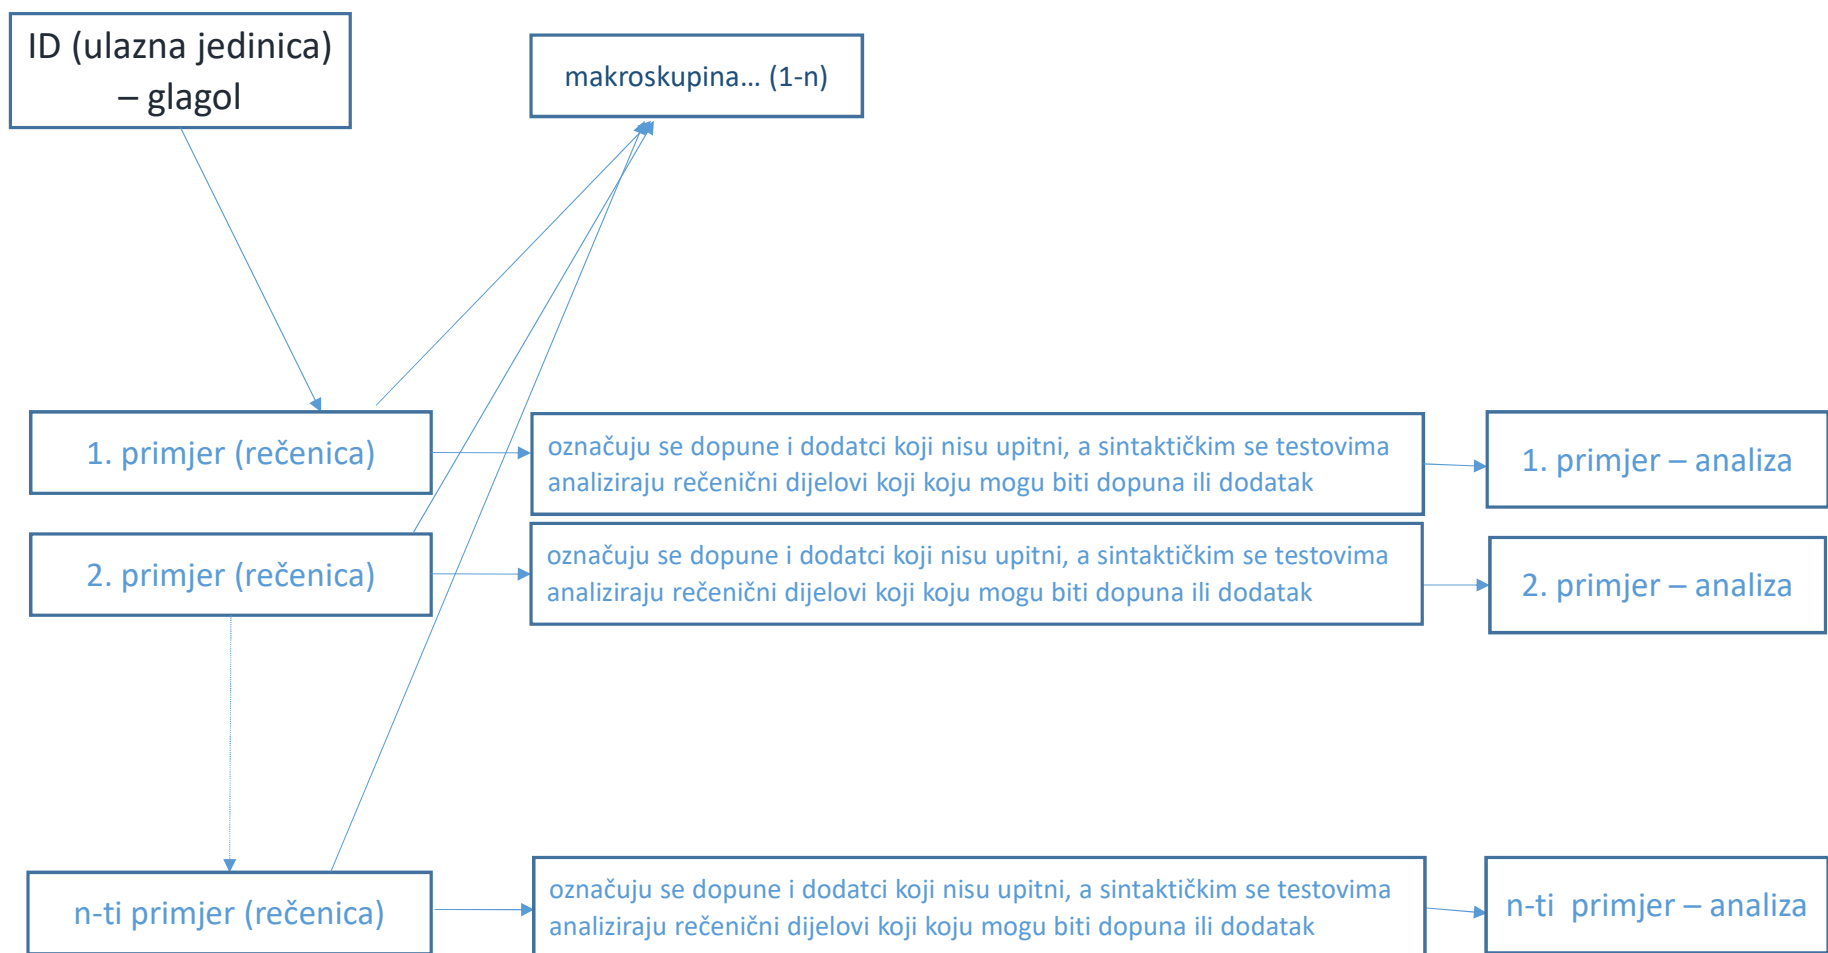 ID (ulazna jedinica)
– glagol
makroskupina... (1-n)
1. primjer (rečenica)
označuju se dopune i dodatci koji nisu upitni, a sintaktičkim se testovima
analiziraju rečenični dijelovi koji koju mogu biti dopuna ili dodatak
1. primjer – analiza
2. primjer (rečenica)
označuju se dopune i dodatci koji nisu upitni, a sintaktičkim se testovima
analiziraju rečenični dijelovi koji koju mogu biti dopuna ili dodatak
2. primjer – analiza
n-ti primjer (rečenica)
označuju se dopune i dodatci koji nisu upitni, a sintaktičkim se testovima
analiziraju rečenični dijelovi koji koju mogu biti dopuna ili dodatak
n-ti primjer – analiza